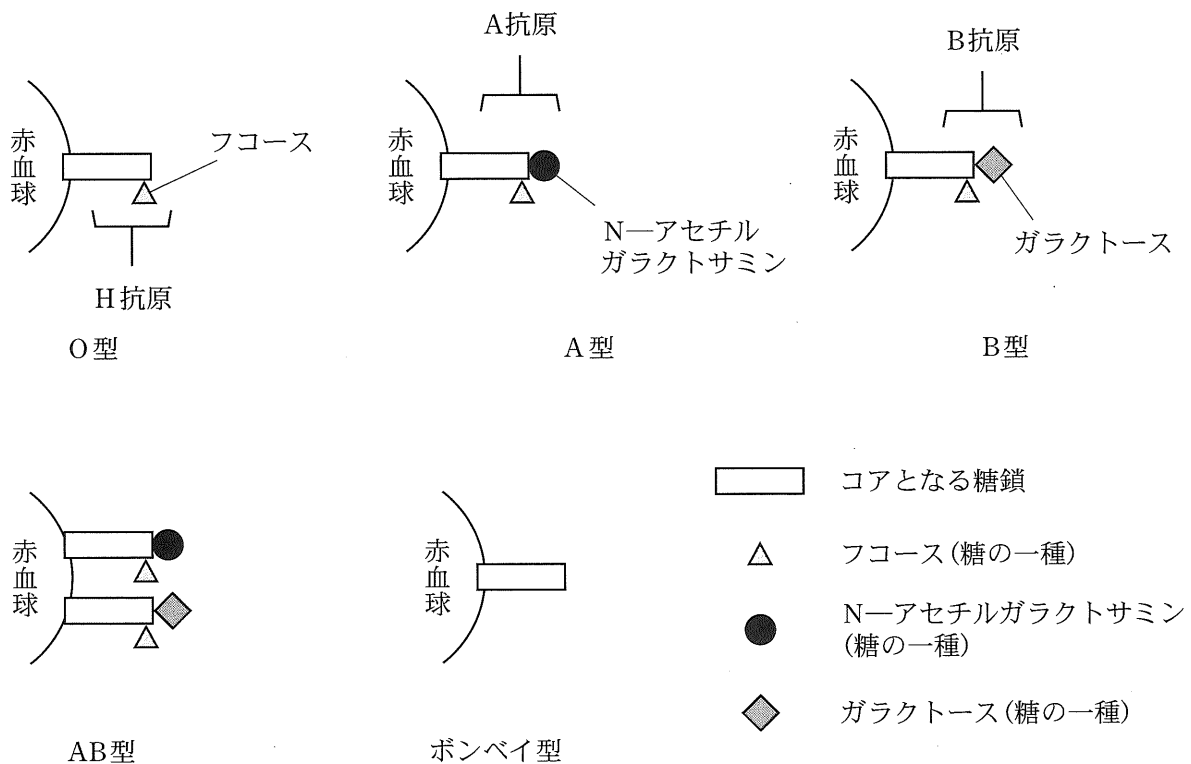 A抗原
B抗原
赤血球
フコース
H抗原
O型
赤血球
N―アセチル
ガラクトサミン
A型
赤血球
ガラクトース
B型
赤血球
AB型
赤血球
ボンベイ型
コアとなる糖鎖
フコース(糖の一種)
N―アセチルガラクトサミン
(糖の一種)
ガラクトース(糖の一種)